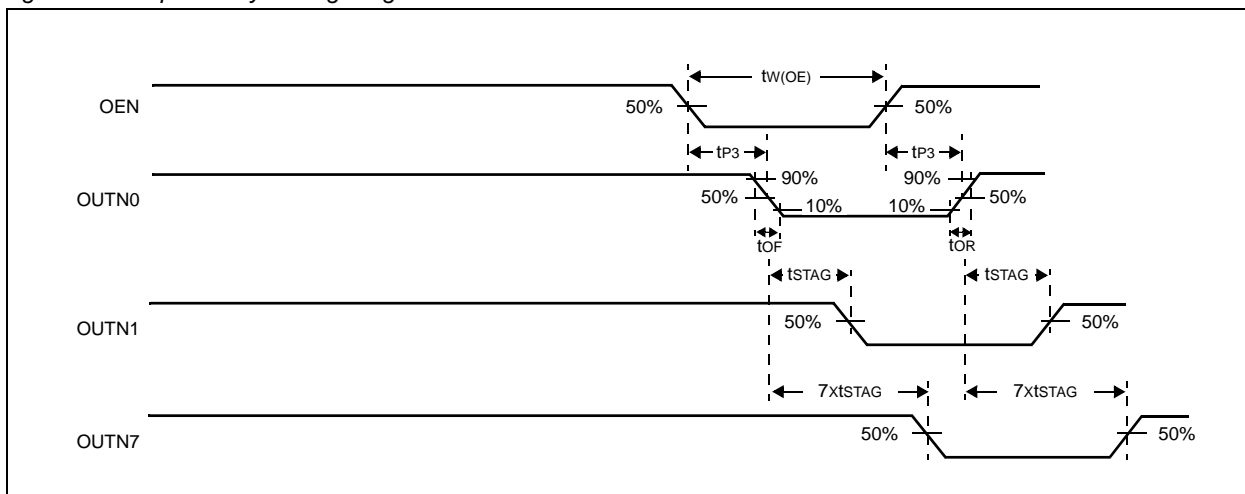 tW(OE)
OEN
50%
50%
tP3
tP3
OUTN0
90%
90%
50%
50%
10%
10%
tOF
tOR
tSTAG
tSTAG
OUTN1
50%
50%
7XtSTAG
7XtSTAG
OUTN7
50%
50%